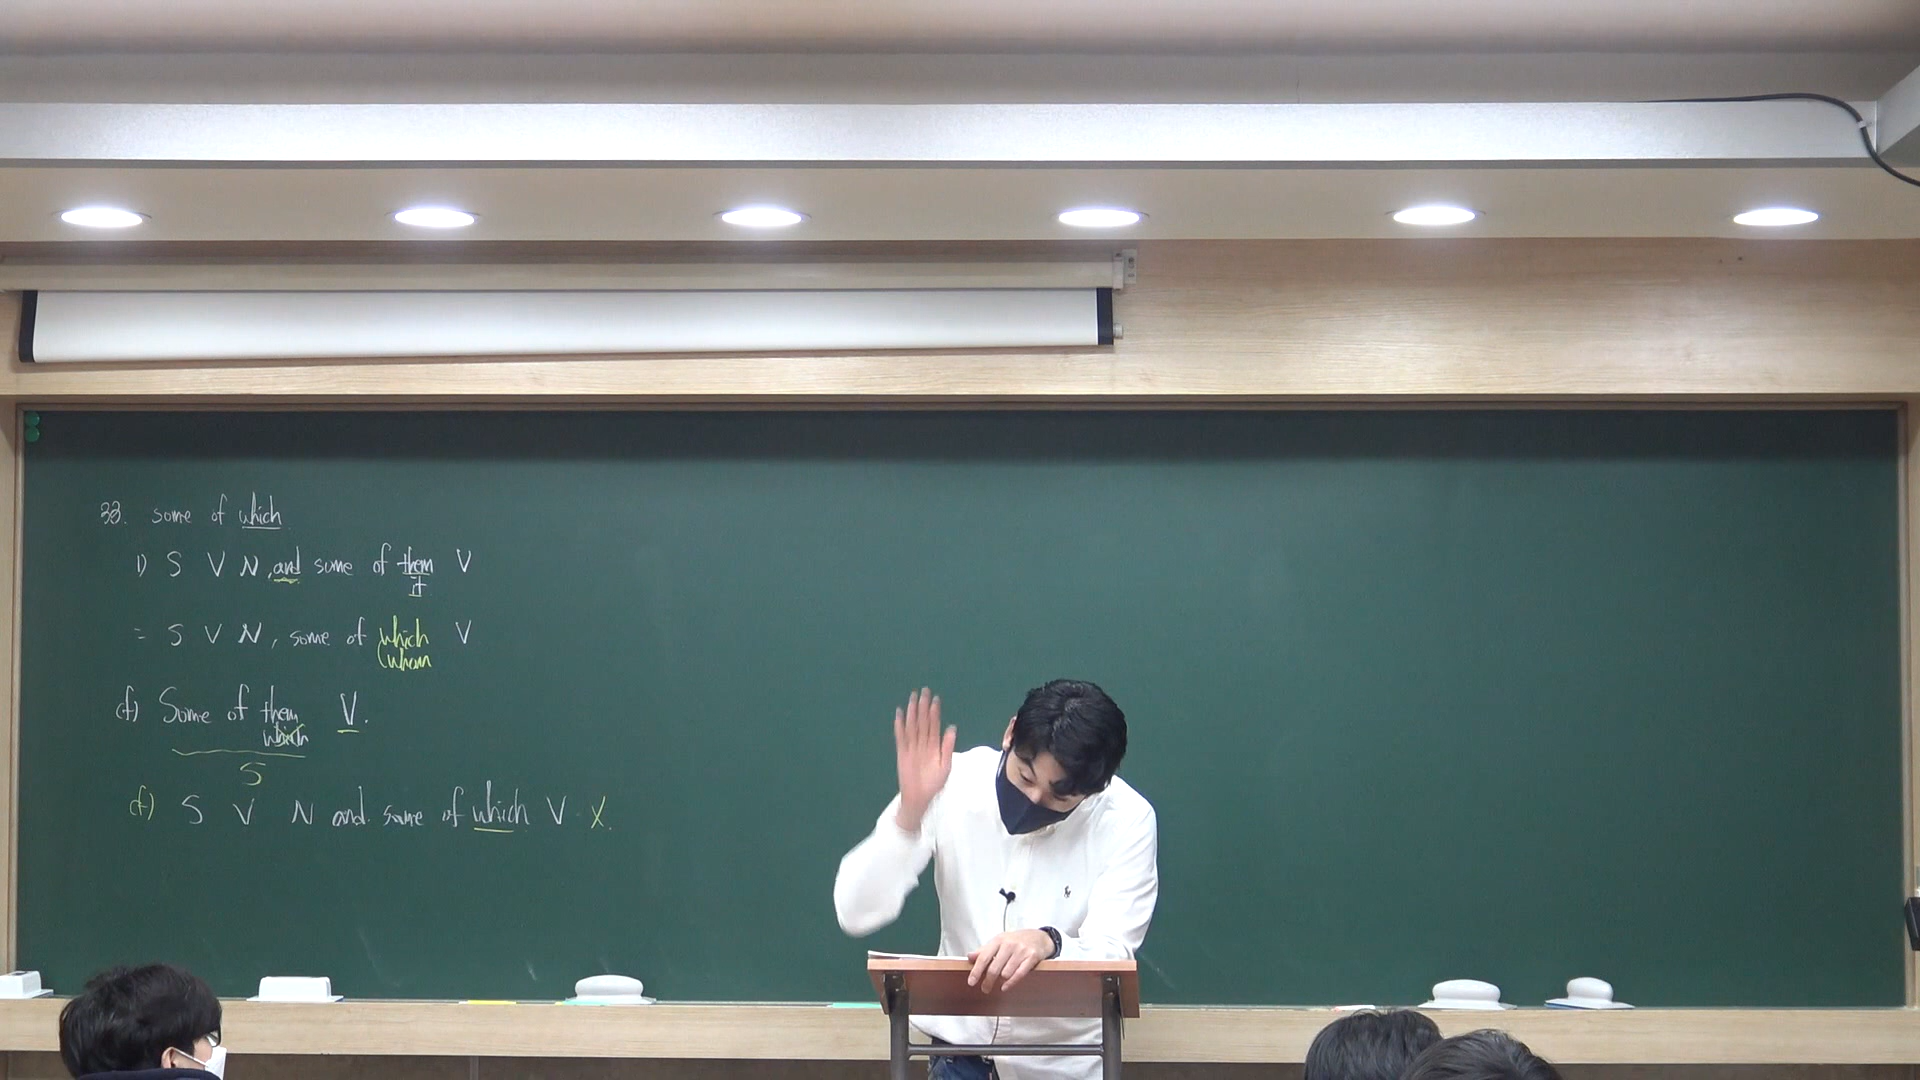 33. some of which
1) S V N, and some of them V
it
= S V N, some of which V
(whom
cf) Some of them V.
which
S
cf) S V N and some of which V X.